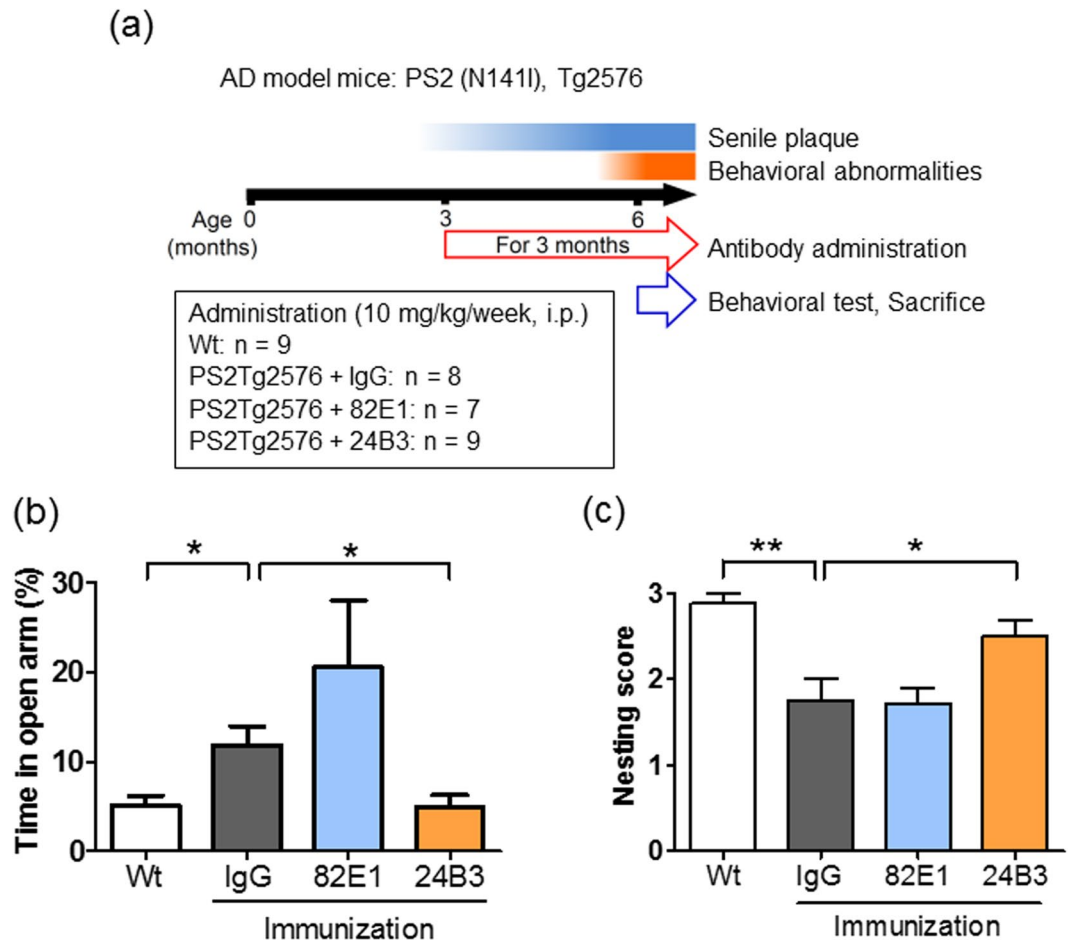 (a)
AD model mice: PS2 (N141I), Tg2576
Senile plaque
Behavioral abnormalities
Age 0 3 6
(months)
For 3 months
Antibody administration
Behavioral test, Sacrifice
Administration (10 mg/kg/week, i.p.)
Wt: n = 9
PS2Tg2576 + IgG: n = 8
PS2Tg2576 + 82E1: n = 7
PS2Tg2576 + 24B3: n = 9
(b)
* *
Time in open arm (%)
30
20
10
0
Wt IgG 82E1 24B3
Immunization
(c)
** *
Nesting score
3
2
1
0
Wt IgG 82E1 24B3
Immunization